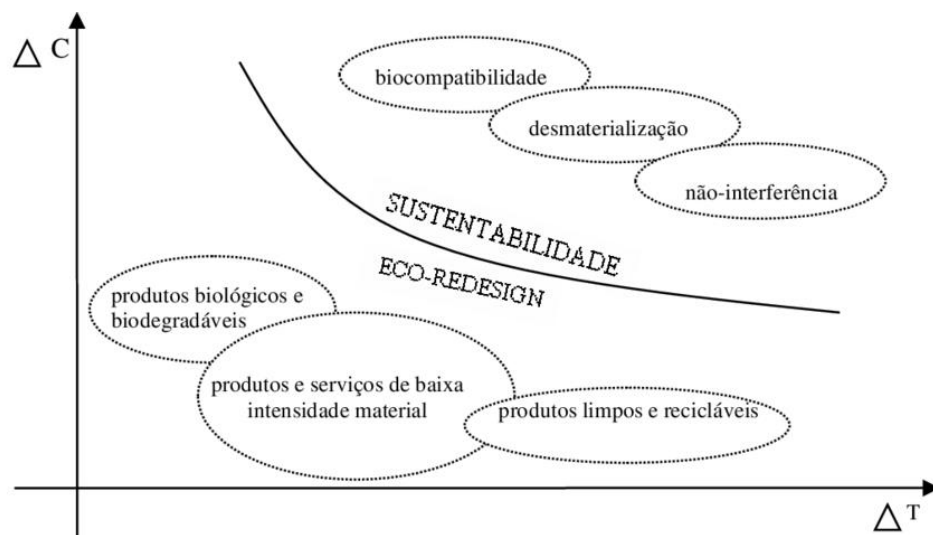 △ C
biocompatibilidade
desmaterialização
não-interferência
SUSTENTABILIDADE
ECO-REDESIGN
produtos biológicos e
biodegradáveis
produtos e serviços de baixa
intensidade material
produtos limpos e recicláveis
△ T